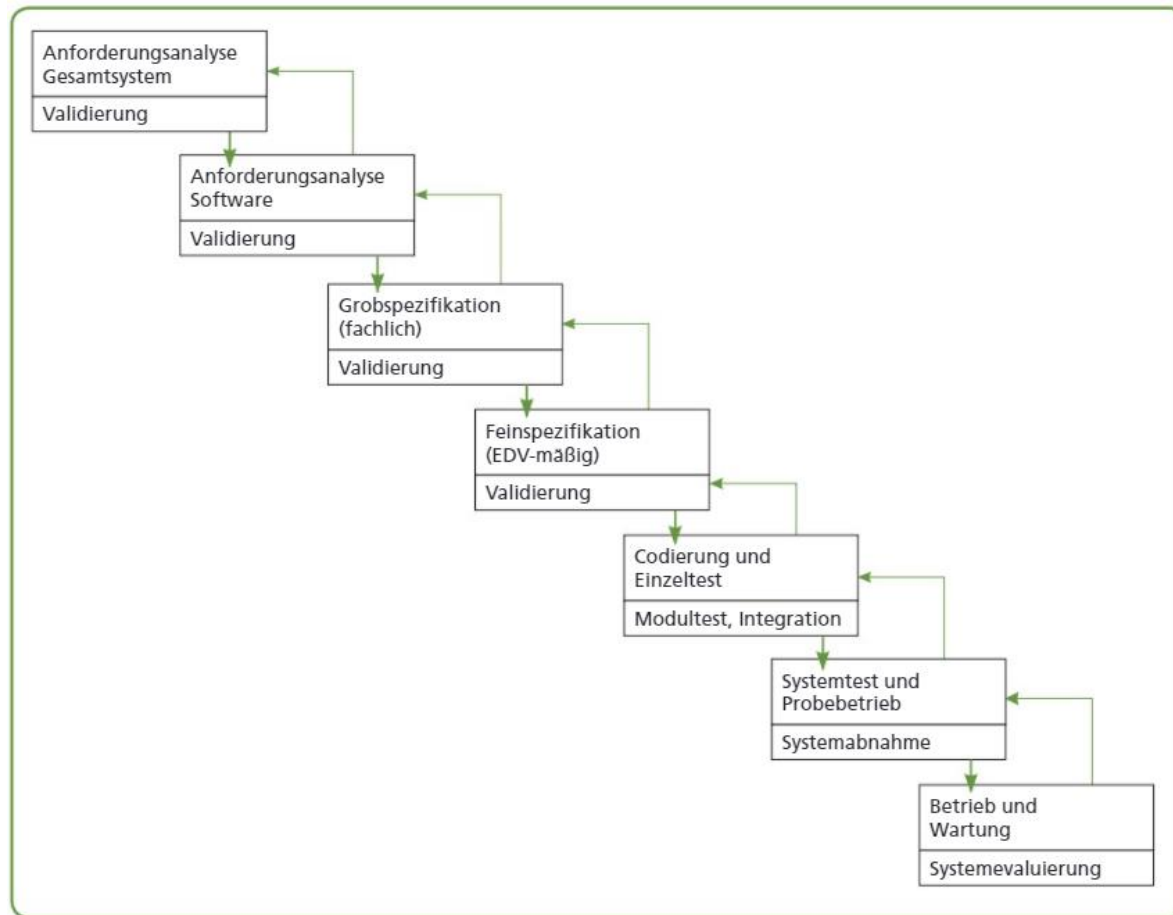 Anforderungsanalyse
Gesamtsystem
Validierung
Anforderungsanalyse
Software
Validierung
Grobspezifikation
(fachlich)
Validierung
Feinspezifikation
(EDV-mäßig)
Validierung
Codierung und
Einzeltest
Modultest, Integration
Systemtest und
Probebetrieb
Systemabnahme
Betrieb und
Wartung
Systemevaluierung